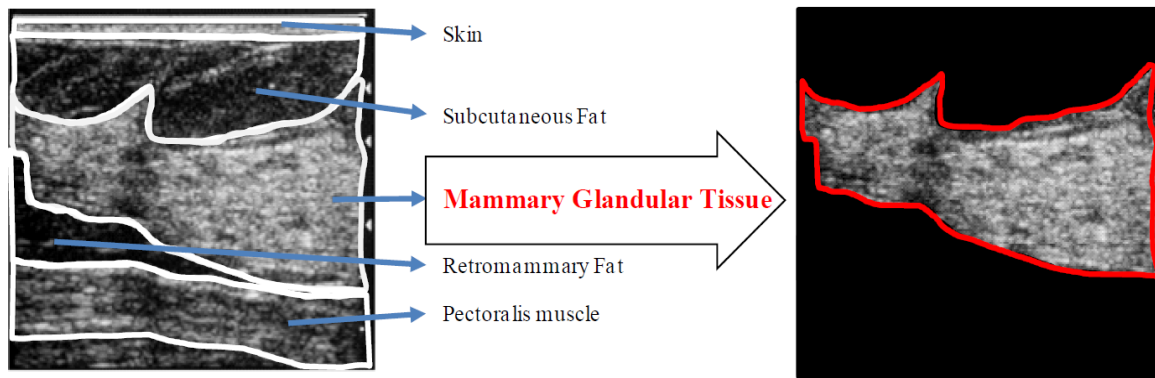 Skin
Subcutaneous Fat
Mammary Glandular Tissue
Retromammary Fat
Pectoralis muscle